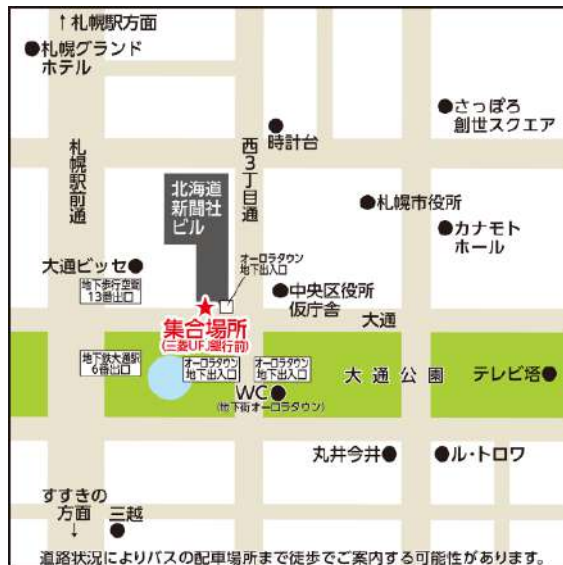 ↑札幌駅方面
札幌グランド
ホテル
さっぽろ
創世スクエア
時計台
札幌駅前通
西3丁目通
北海道
新聞社
ビル
札幌市役所
カナモト
ホール
大通ビッセ
オーロラタウン
地下出入口
地下歩行空間
13番出口
中央区役所
仮庁舎
大通
集合場所
(三菱UFJ銀行前)
地下鉄大通駅
6番出口
オーロラタウン
地下出入口
オーロラタウン
地下出入口
大通公園
テレビ塔
WC
(地下街オーロラタウン)
丸井今井
ル・トロワ
すすきの
方面
↓
三越
道路状況によりバスの配車場所まで徒歩でご案内する可能性があります。